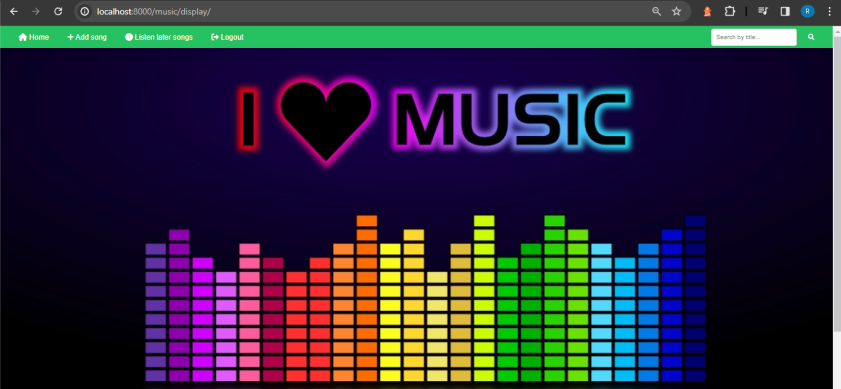 localhost:8000/music/display/
R
Home
Add song
Listen later songs
Logout
Search by title...
I MUSIC